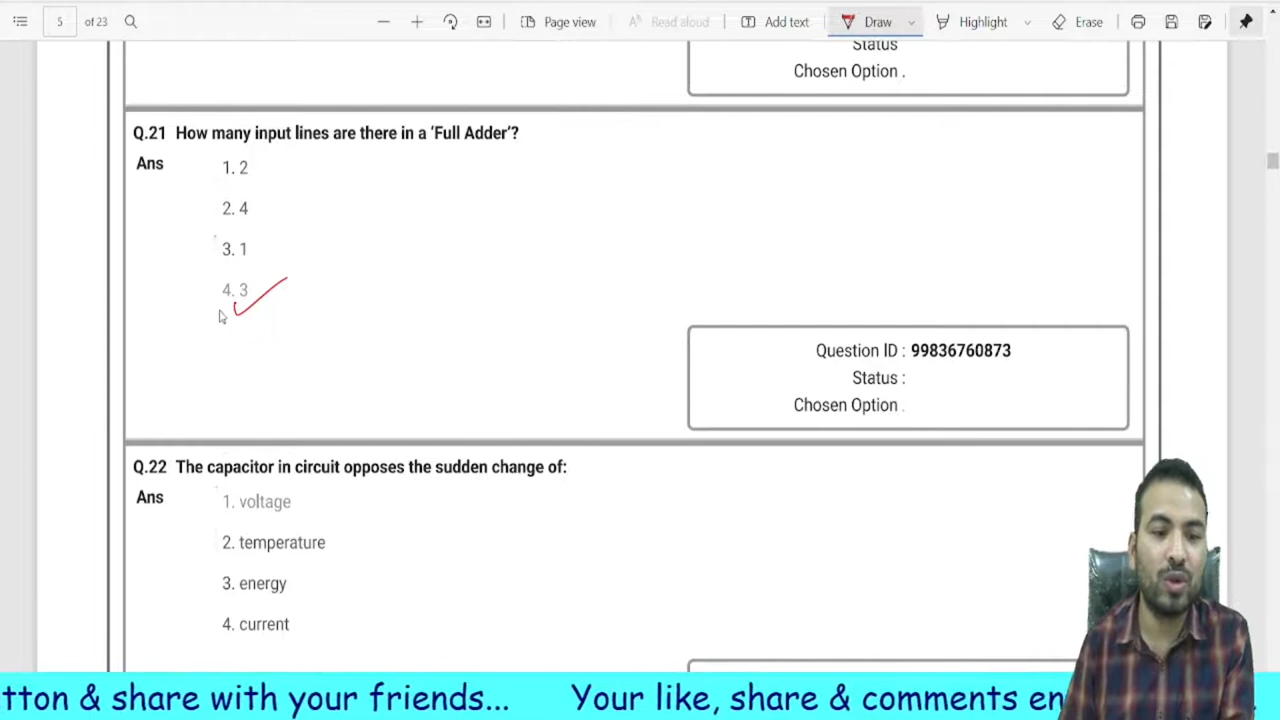 5 of 23 Page view Read aloud Add text Draw Highlight Erase
Status
Chosen Option .
Q.21 How many input lines are there in a ‘Full Adder’?
Ans
1. 2
2. 4
3. 1
4. 3
Question ID : 99836760873
Status :
Chosen Option .
Q.22 The capacitor in circuit opposes the sudden change of:
Ans
1. voltage
2. temperature
3. energy
4. current
tton & share with your friends... Your like, share & comments en